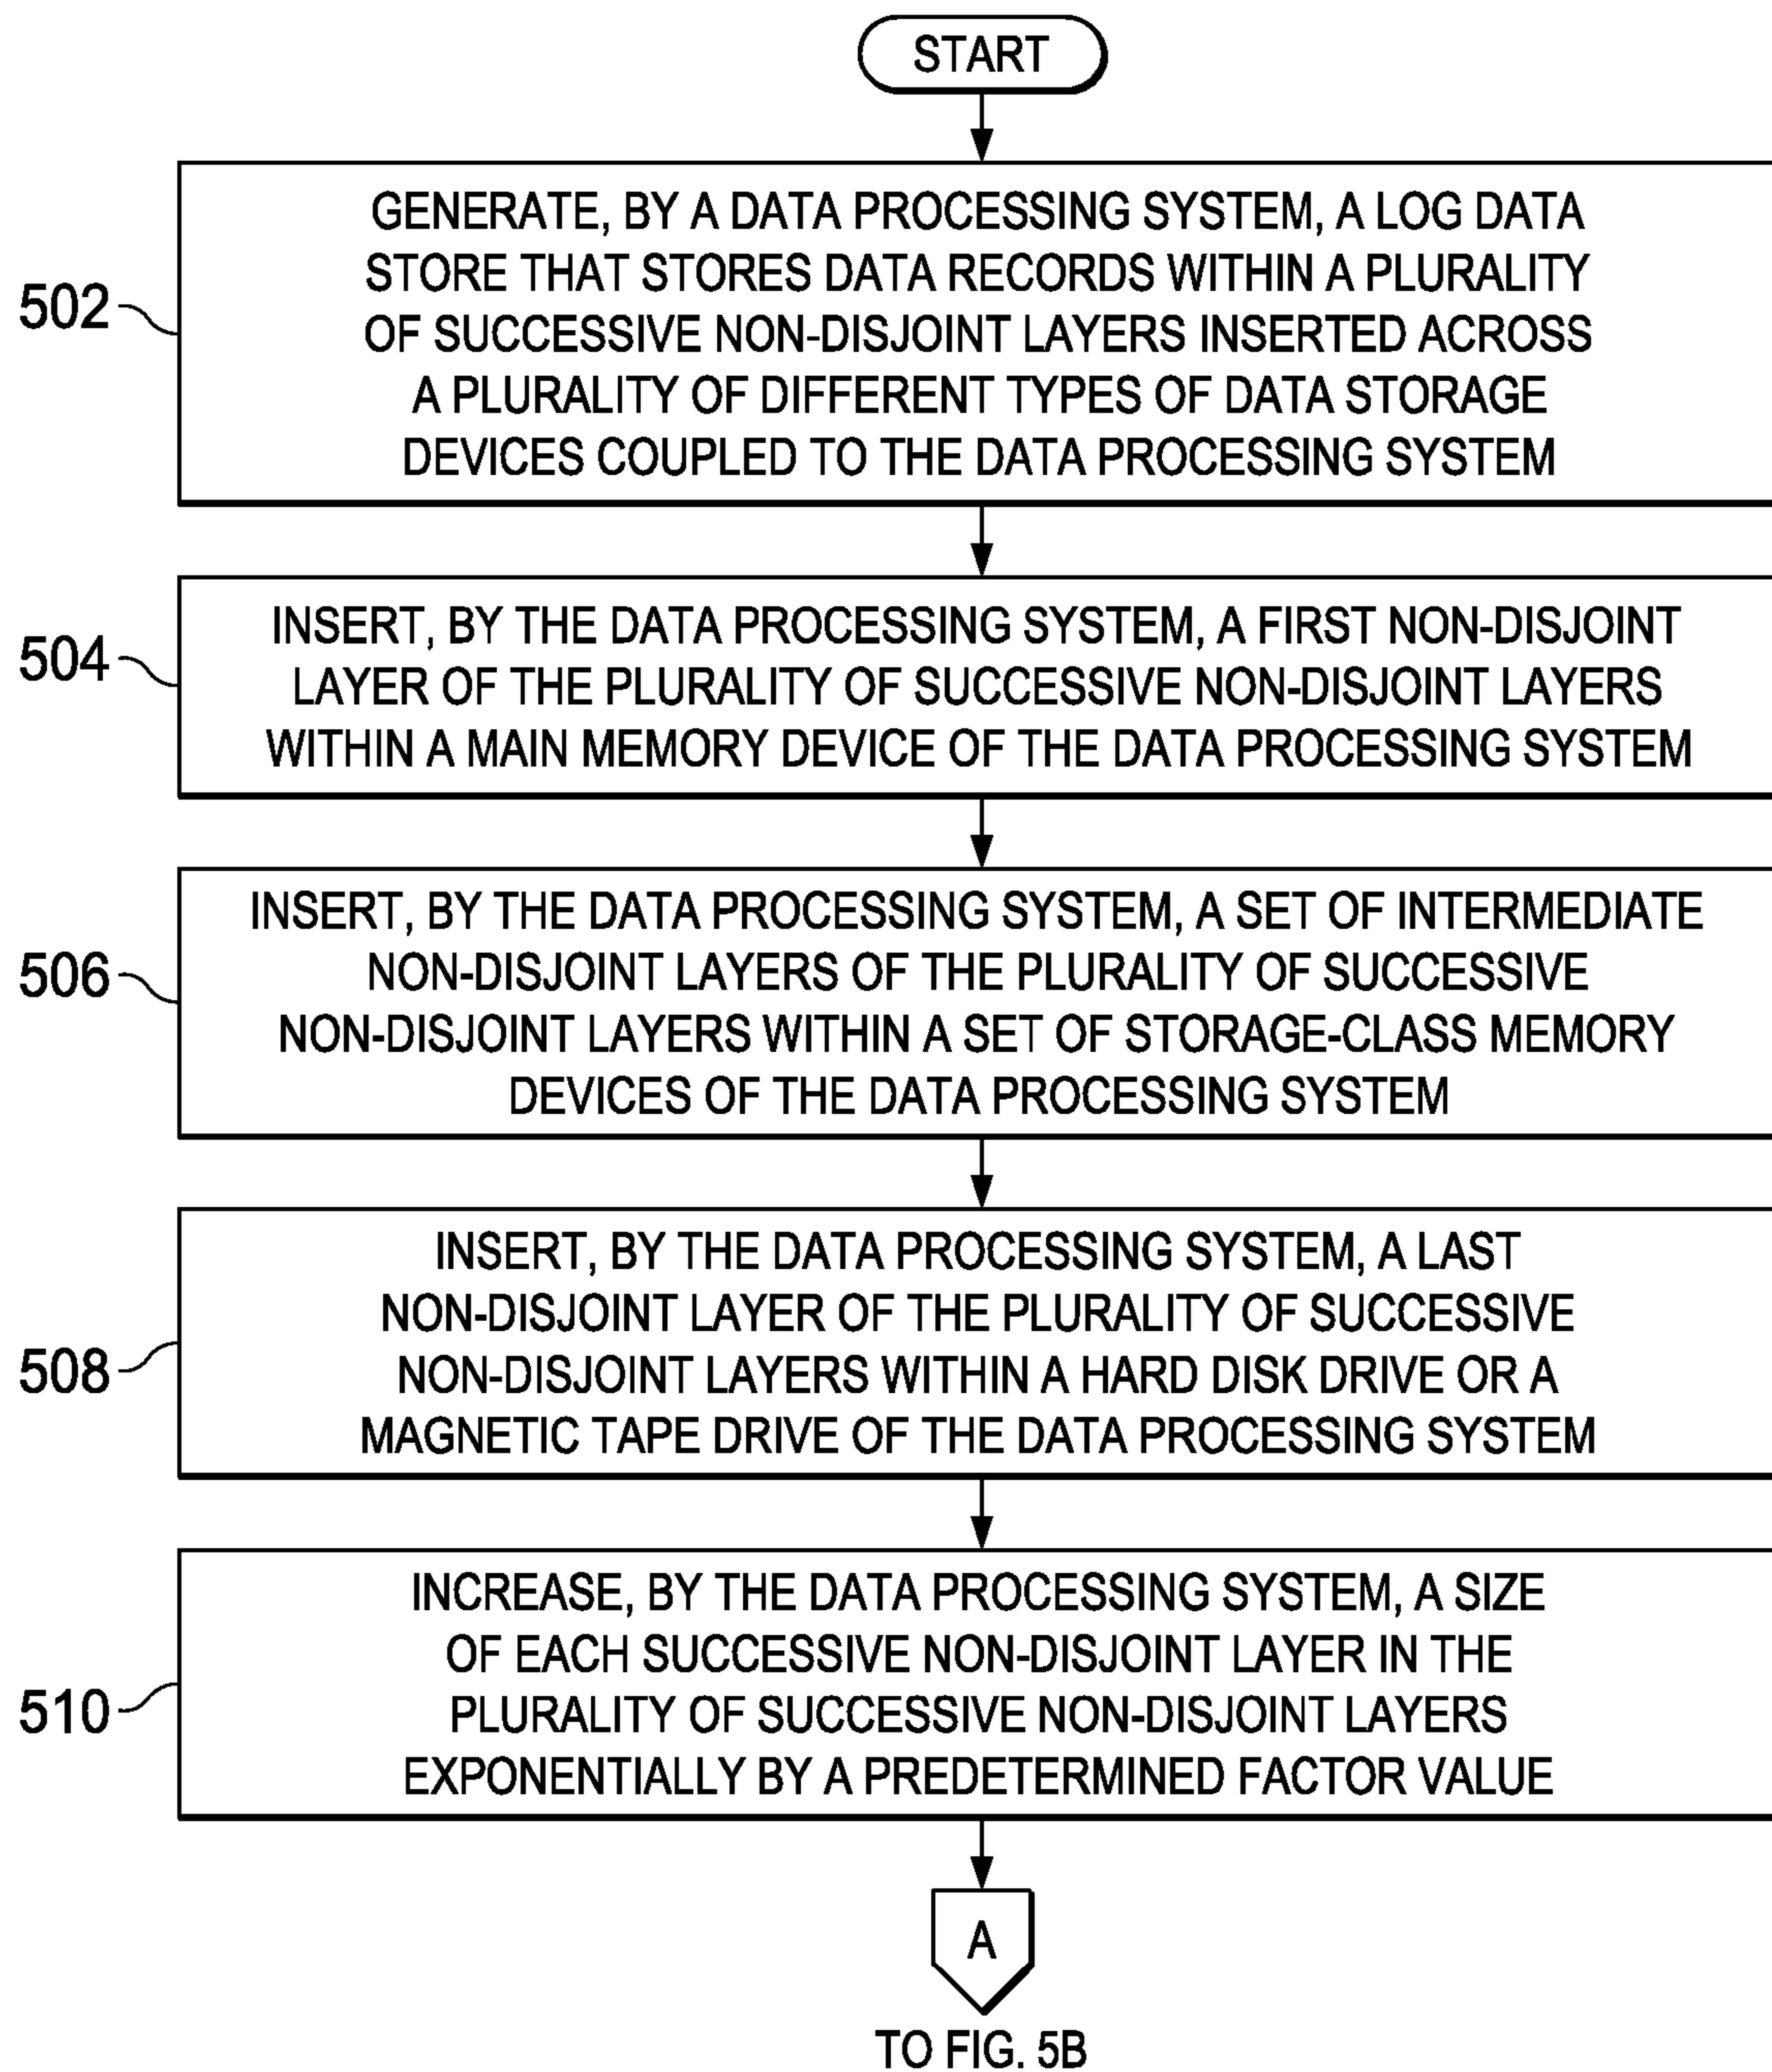 START
502
GENERATE, BY A DATA PROCESSING SYSTEM, A LOG DATA
STORE THAT STORES DATA RECORDS WITHIN A PLURALITY
OF SUCCESSIVE NON-DISJOINT LAYERS INSERTED ACROSS
A PLURALITY OF DIFFERENT TYPES OF DATA STORAGE
DEVICES COUPLED TO THE DATA PROCESSING SYSTEM
504
INSERT, BY THE DATA PROCESSING SYSTEM, A FIRST NON-DISJOINT
LAYER OF THE PLURALITY OF SUCCESSIVE NON-DISJOINT LAYERS
WITHIN A MAIN MEMORY DEVICE OF THE DATA PROCESSING SYSTEM
506
INSERT, BY THE DATA PROCESSING SYSTEM, A SET OF INTERMEDIATE
NON-DISJOINT LAYERS OF THE PLURALITY OF SUCCESSIVE
NON-DISJOINT LAYERS WITHIN A SET OF STORAGE-CLASS MEMORY
DEVICES OF THE DATA PROCESSING SYSTEM
508
INSERT, BY THE DATA PROCESSING SYSTEM, A LAST
NON-DISJOINT LAYER OF THE PLURALITY OF SUCCESSIVE
NON-DISJOINT LAYERS WITHIN A HARD DISK DRIVE OR A
MAGNETIC TAPE DRIVE OF THE DATA PROCESSING SYSTEM
510
INCREASE, BY THE DATA PROCESSING SYSTEM, A SIZE
OF EACH SUCCESSIVE NON-DISJOINT LAYER IN THE
PLURALITY OF SUCCESSIVE NON-DISJOINT LAYERS
EXPONENTIALLY BY A PREDETERMINED FACTOR VALUE
A
TO FIG. 5B